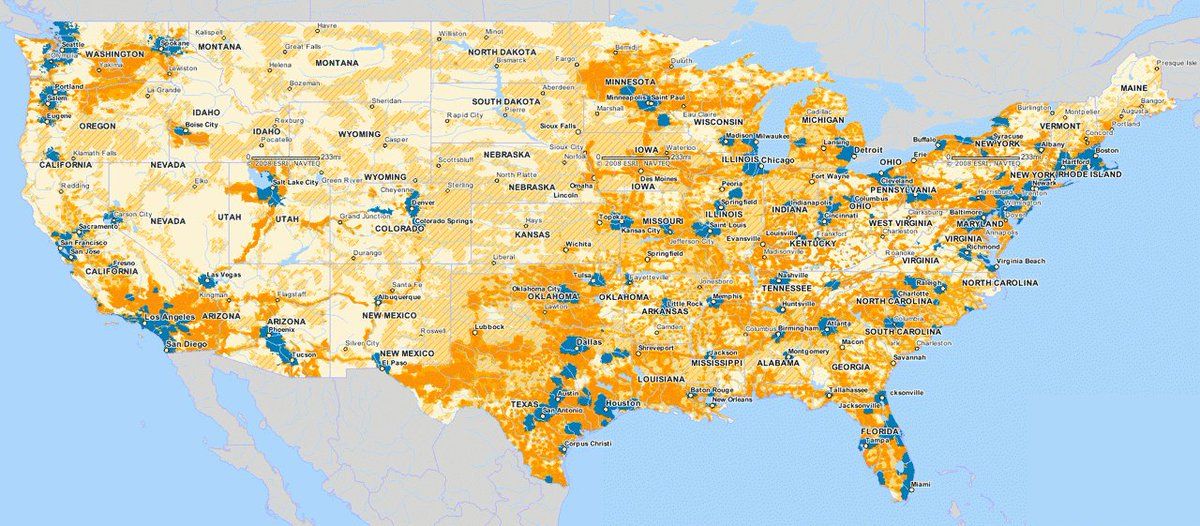 Kalispell
Havre
Williston
Minot
Seattle
Spokane
MONTANA
Great Falls
NORTH DAKOTA
Bemidji
Duluth
Presque Isle
Olympia
WASHINGTON
Yakima
Lewiston
Helena
MONTANA
Bismarck
Fargo
MINNESOTA
MAINE
Portland
La Grande
Bozeman
Aberdeen
Minneapolis
Saint Paul
Burlington
Montpelier
Bangor
Salem
IDAHO
Sheridan
SOUTH DAKOTA
Pierre
Marshall
Eau Claire
WISCONSIN
Cadillac
MICHIGAN
VERMONT
Augusta
Eugene
OREGON
Boise City
Rexburg
IDAHO
Pocatello
WYOMING
Casper
Rapid City
Sioux Falls
IOWA
Waterloo
Madison
Milwaukee
Lansing
Detroit
Buffalo
Syracuse
NEW YORK
Albany
Concord
Portland
Boston
Klamath Falls
CALIFORNIA
NEVADA
0
233mi
© 2008 ESRI, NAVTEQ
Scottsbluff
NEBRASKA
Sioux City
Norfolk
0
233mi
© 2008 ESRI, NAVTEQ
ILLINOIS
Chicago
Erie
OHIO
Cleveland
0
233mi
© 2008 ESRI, NAVTEQ
Hartford
RHODE ISLAND
Redding
Elko
Salt Lake City
Green River
WYOMING
Cheyenne
Sterling
North Platte
NEBRASKA
Omaha
Lincoln
Des Moines
IOWA
Peoria
Fort Wayne
PENNSYLVANIA
NEW YORK
Newark
Harrisburg
Carson City
NEVADA
UTAH
UTAH
Grand Junction
Denver
Colorado Springs
COLORADO
Hays
KANSAS
Topeka
Kansas City
MISSOURI
Springfield
ILLINOIS
Saint Louis
Jefferson City
Indianapolis
INDIANA
Columbus
OHIO
Cincinnati
Clarksburg
WEST VIRGINIA
Charleston
Baltimore
MARYLAND
Wilmington
Dover
Annapolis
Sacramento
San Francisco
San Jose
Fresno
CALIFORNIA
Las Vegas
Durango
Wichita
Liberal
Springfield
Evansville
Louisville
Frankfort
KENTUCKY
Madisonville
Roanoke
VIRGINIA
VIRGINIA
Richmond
Virginia Beach
Kingman
Flagstaff
Santa Fe
Albuquerque
Tulsa
Fayetteville
Jonesboro
Nashville
TENNESSEE
Raleigh
NORTH CAROLINA
Los Angeles
ARIZONA
ARIZONA
Phoenix
NEW MEXICO
Oklahoma City
OKLAHOMA
OKLAHOMA
Lawton
Little Rock
ARKANSAS
Memphis
Huntsville
Charlotte
NORTH CAROLINA
San Diego
Tucson
Silver City
Roswell
NEW MEXICO
El Paso
Lubbock
Dallas
Camden
Shreveport
Columbus
Birmingham
Atlanta
Columbia
SOUTH CAROLINA
Macon
Charleston
Jackson
MISSISSIPPI
Montgomery
ALABAMA
GEORGIA
Savannah
LOUISIANA
Baton Rouge
New Orleans
Tallahassee
cksonville
Jacksonville
TEXAS
Austin
San Antonio
Houston
Corpus Christi
FLORIDA
Tampa
Miami